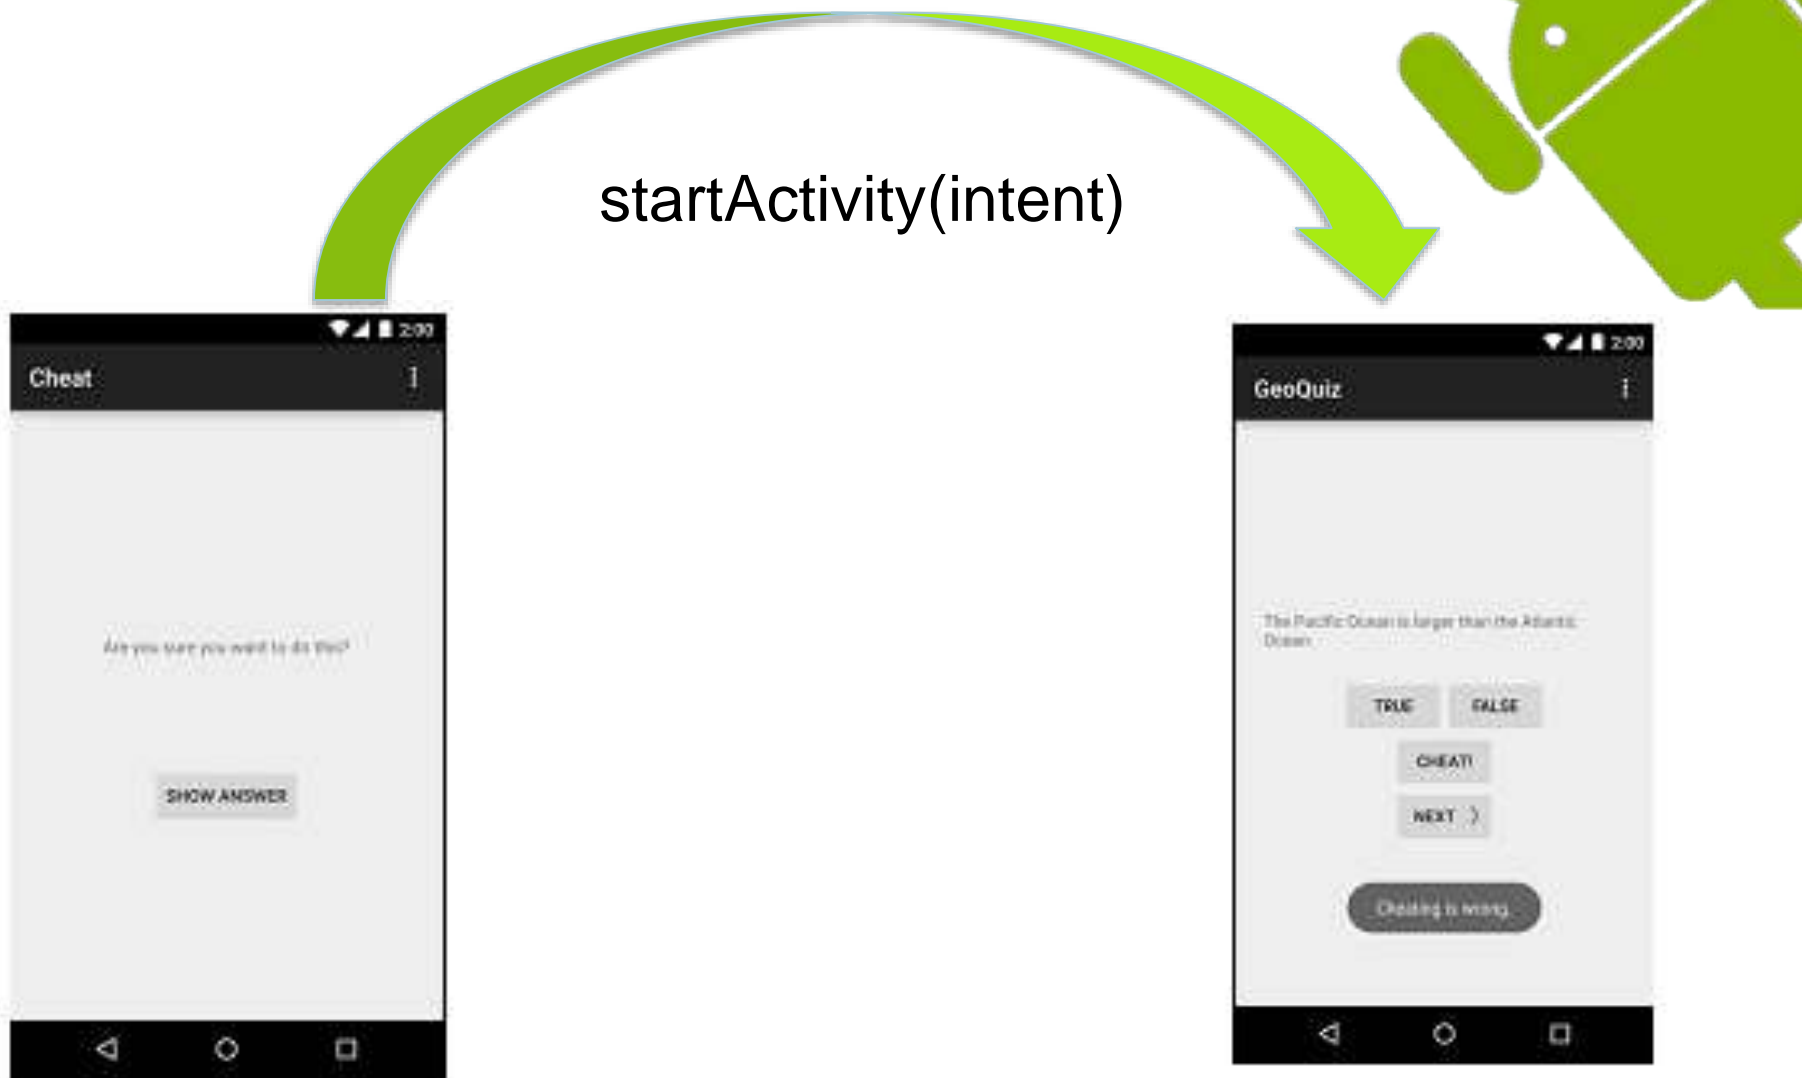 startActivity(intent)
2:00
Cheat
Are you sure you want to do this?
SHOW ANSWER
2:00
GeoQuiz
The Pacific Ocean is larger than the Atlantic
Ocean.
TRUE FALSE
CHEAT!
NEXT
Cheating is wrong.